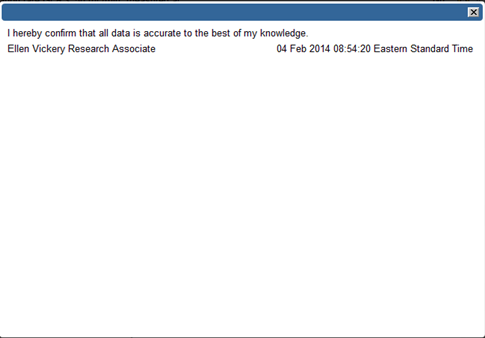 I hereby confirm that all data is accurate to the best of my knowledge.
Ellen Vickery Research Associate 04 Feb 2014 08:54:20 Eastern Standard Time